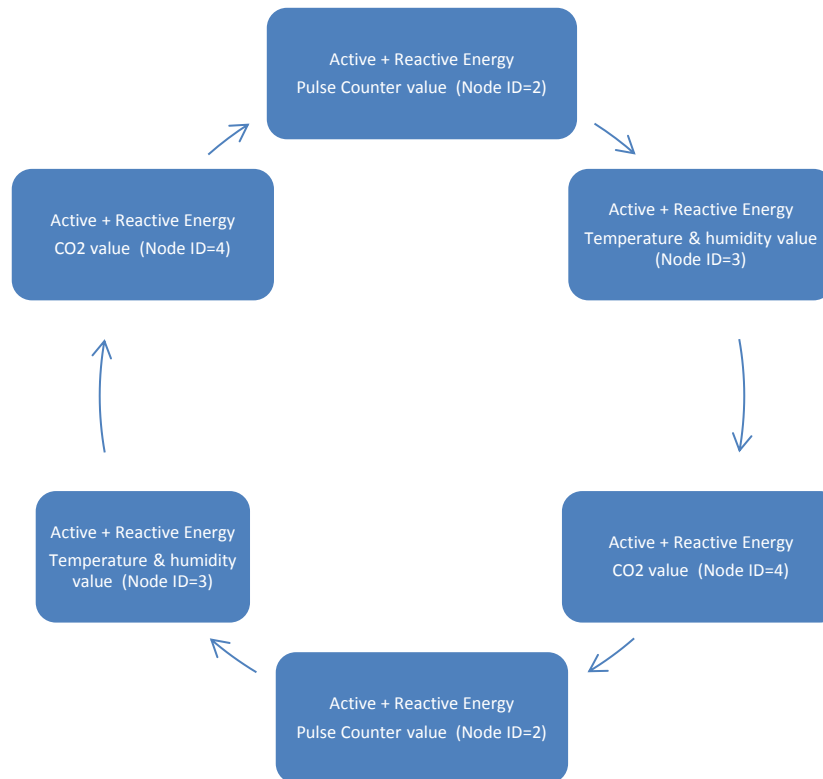 Active + Reactive Energy
Pulse Counter value (Node ID=2)
Active + Reactive Energy
Temperature & humidity value
(Node ID=3)
Active + Reactive Energy
CO2 value (Node ID=4)
Active + Reactive Energy
Pulse Counter value (Node ID=2)
Active + Reactive Energy
Temperature & humidity
value (Node ID=3)
Active + Reactive Energy
CO2 value (Node ID=4)